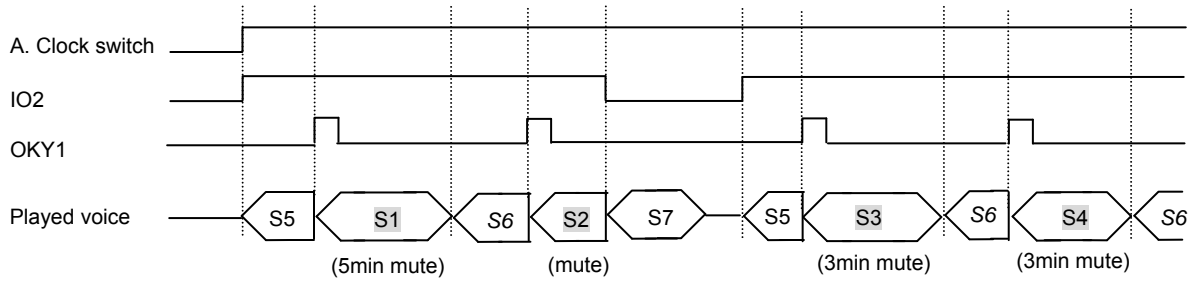 A. Clock switch
IO2
OKY1
Played voice S5 S1 S6 S2 S7 S5 S3 S6 S4 S6
(5min mute) (mute) (3min mute) (3min mute)